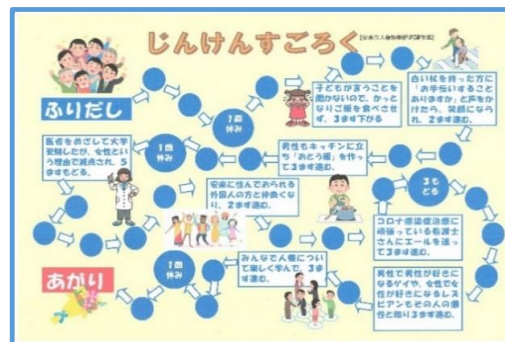 じんけんすごろく
ふりだし
1回
休み
子どもが言うことを
聞かないので、かっと
なりご飯を食べさせ
ず、3ます下がる
白い杖を持った方に
「お手伝いすること
ありますか」と声をか
けたら、笑顔になら
れ、2ます進む。
医者をめざして大学
受験したが、女性とい
う理由で減点され、5
ますもどる。
1回
休み
男性もキッチンに立
ち「おとう飯」を作っ
て3ます進む。
3も
どる
安来に住んでおられる
外国人の方と仲良くな
り、2ます進む。
コロナ感染症治療に
頑張っている看護士
さんにエールを送っ
て3ます進む。
あがり
1回
休み
みんなで人権につい
て楽しく学んで、3ま
す進む。
男性で男性が好きに
なるゲイや、女性で女
性が好きになるレズ
ビアンもその人の個
性と知り3ます進む。